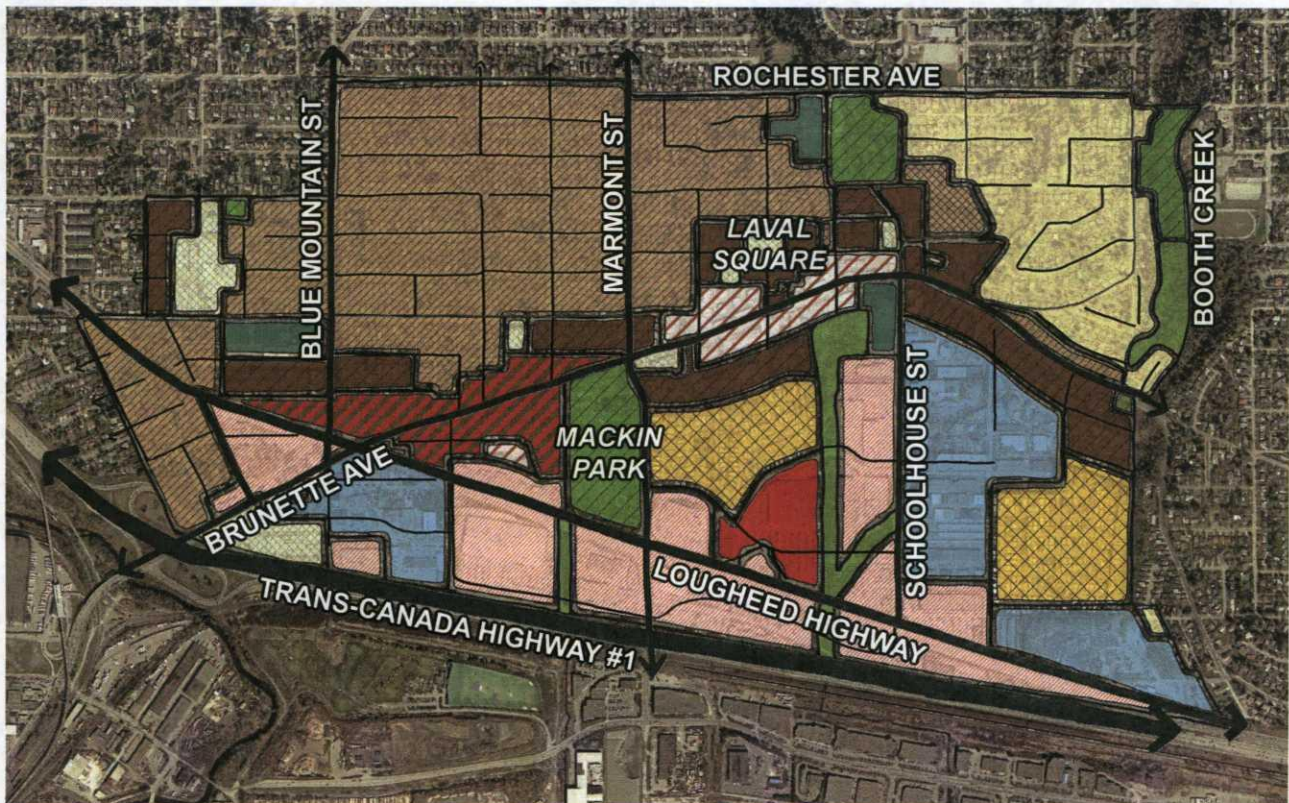 ROCHESTER AVE
BLUE MOUNTAIN ST
MARMONT ST
BOOTH CREEK
LAVAL
SQUARE
SCHOOLHOUSE ST
MACKIN
PARK
BRUNETTE AVE
LOUGHEED HIGHWAY
TRANS-CANADA HIGHWAY #1